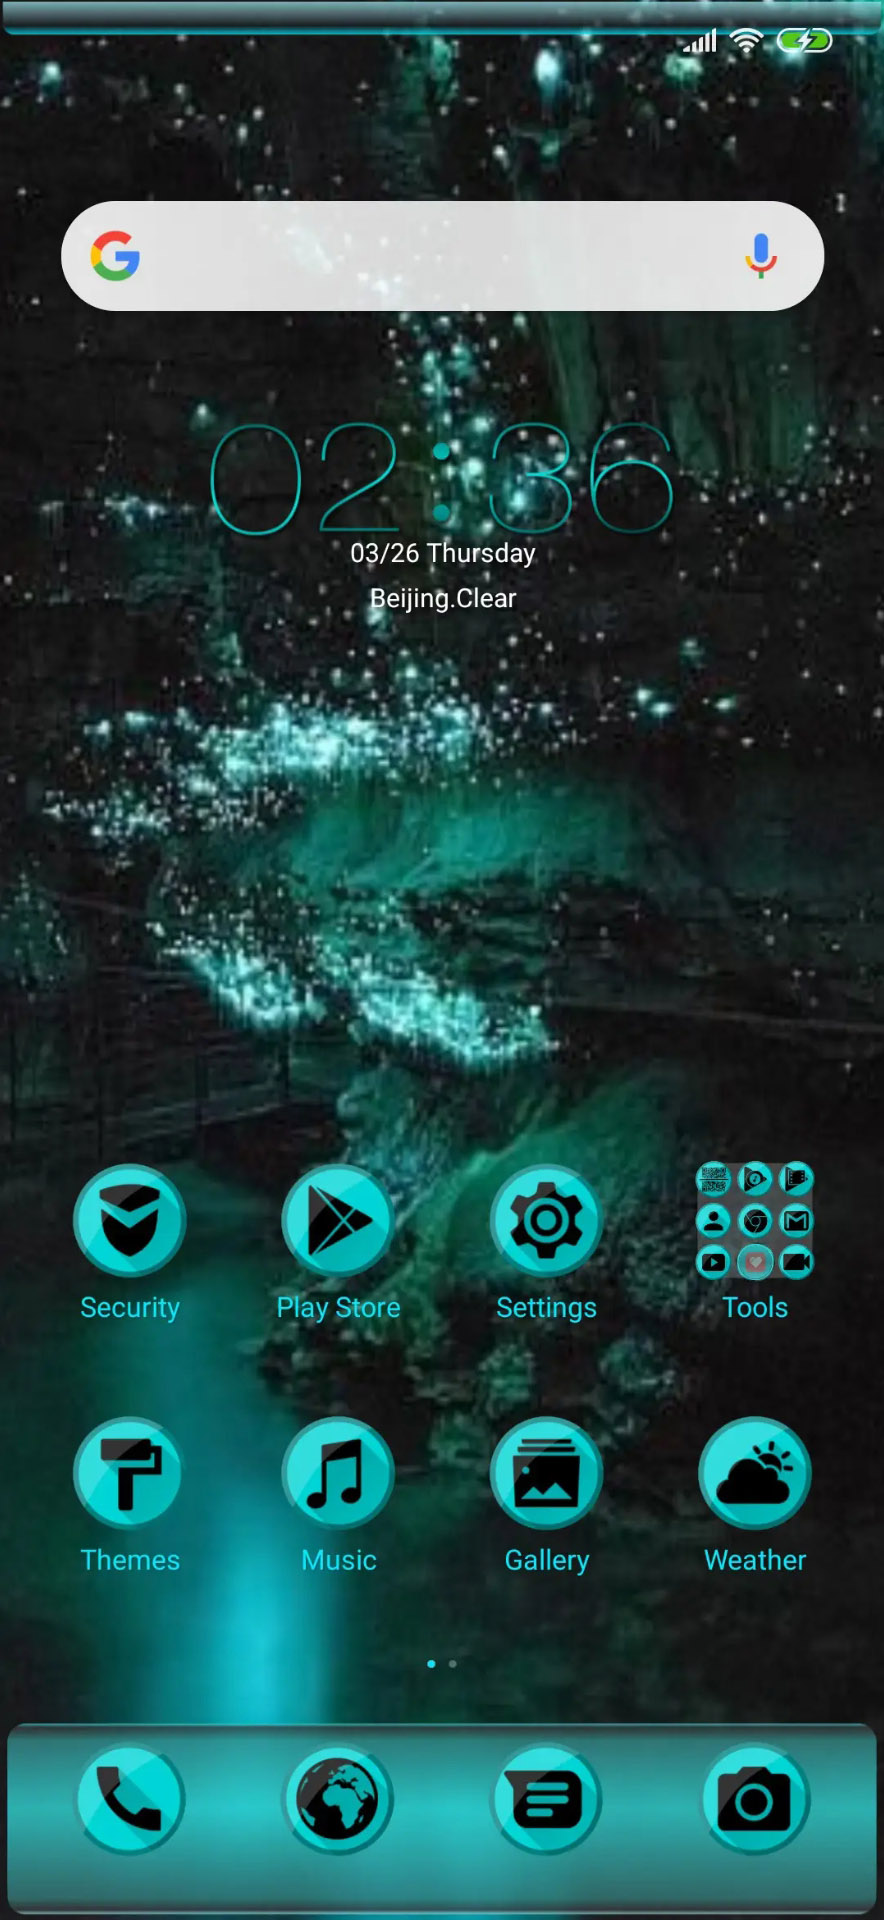 02:36
03/26 Thursday
Beijing.Clear
Security
Play Store
Settings
Tools
Themes
Music
Gallery
Weather